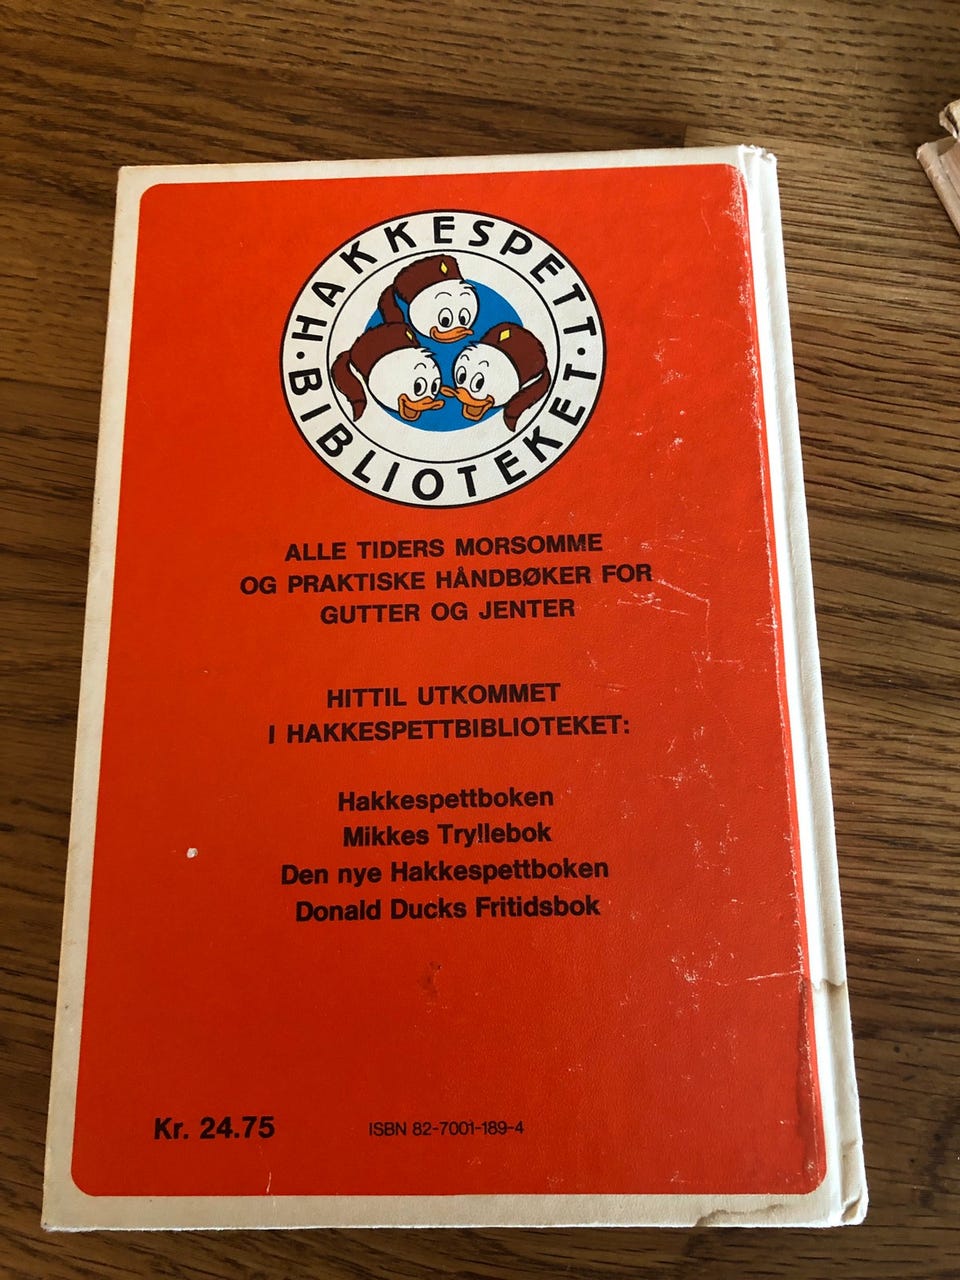 HAKKESPETT
BIBLIOTEKET
ALLE TIDERS MORSOMME
OG PRAKTISKE HÅNDBØKER FOR
GUTTER OG JENTER
HITTIL UTKOMMET
I HAKKESPETTBIBLIOTEKET:
Hakkespettboken
Mikkes Tryllebok
Den nye Hakkespettboken
Donald Ducks Fritidsbok
Kr. 24.75
ISBN 82-7001-189-4